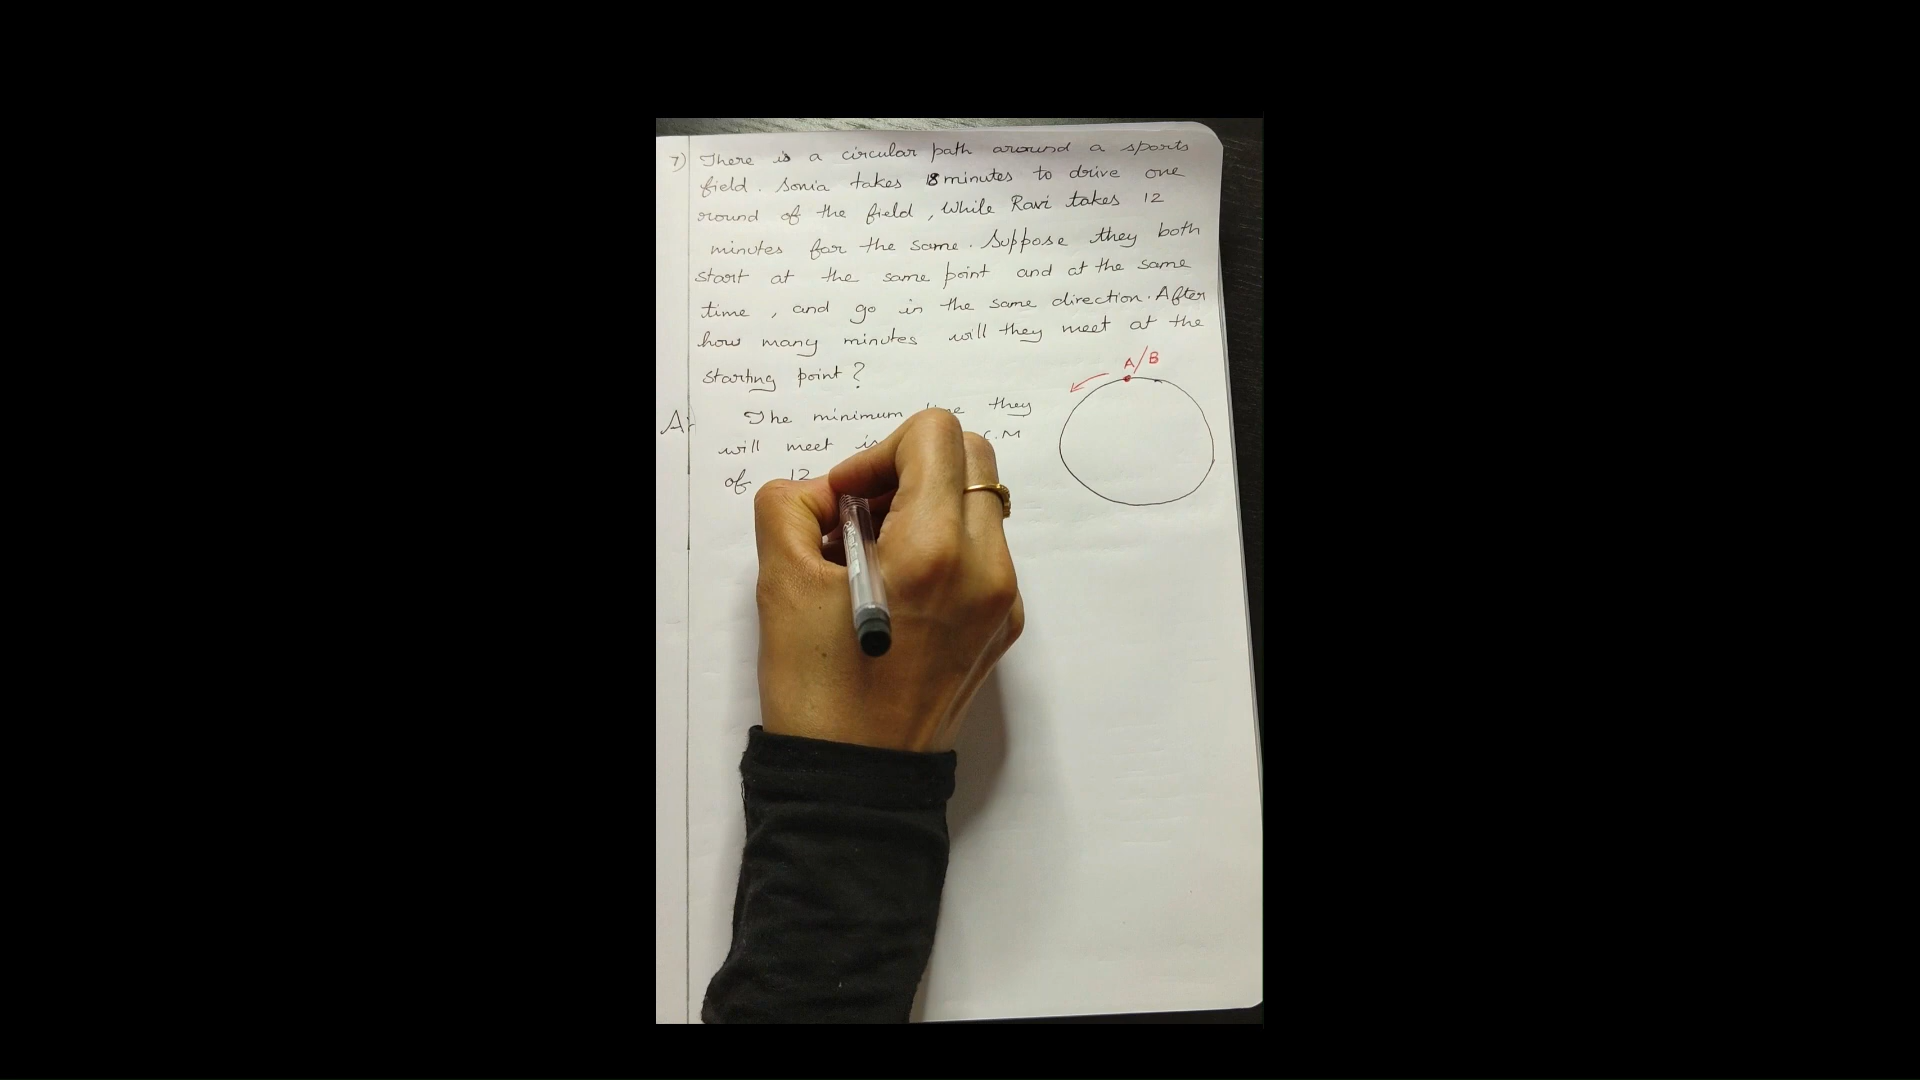 7) There is a circular path around a sports
field. Sonia takes 18 minutes to drive one
round of the field, While Ravi takes 12
minutes for the same. Suppose they both
start at the same point and at the same
time, and go in the same direction. After
how many minutes will they meet at the
starting point?
A/B
The minimum they
will meet is C.M
of 12